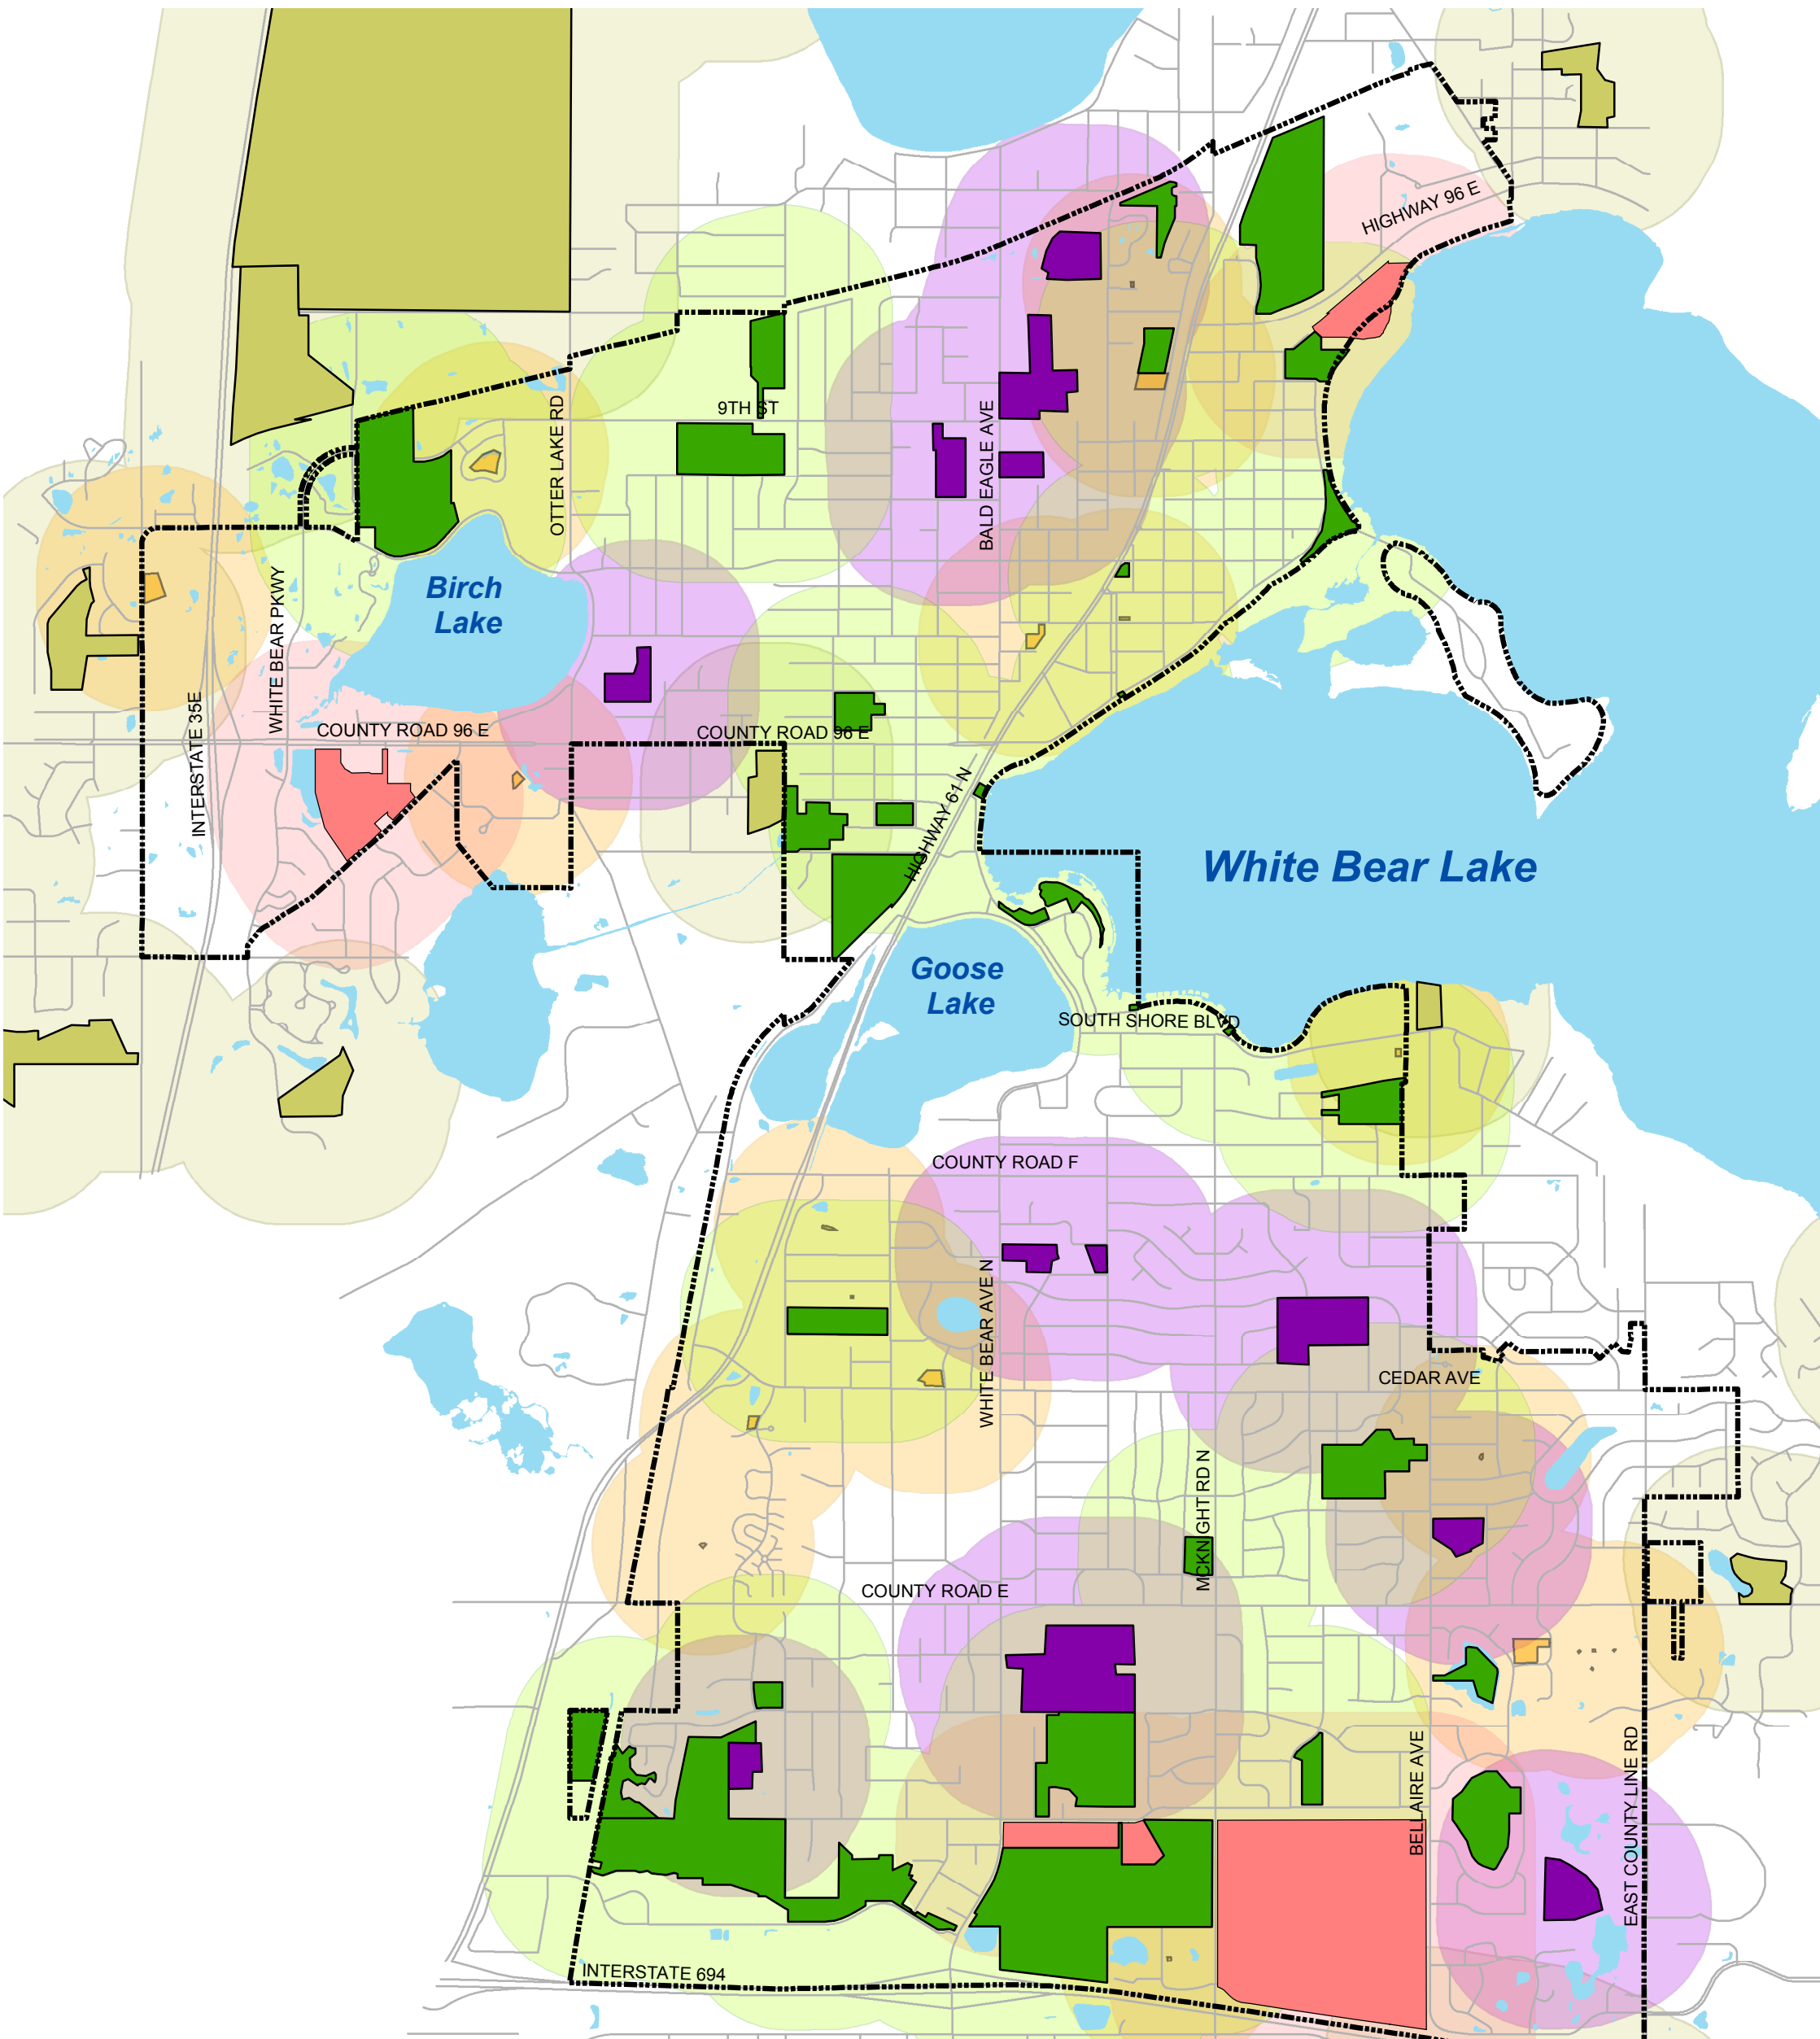 HIGHWAY 96 E
9TH ST
OTTER LAKE RD
BALD EAGLE AVE
Birch
Lake
WHITE BEAR PKWY
INTERSTATE 35E
COUNTY ROAD 96 E
COUNTY ROAD 96 E
HIGHWAY 61 N
White Bear Lake
Goose
Lake
SOUTH SHORE BLVD
COUNTY ROAD F
WHITE BEAR AVE N
CEDAR AVE
MCKNIGHT RD N
COUNTY ROAD E
BELLAIRE AVE
EAST COUNTY LINE RD
INTERSTATE 694